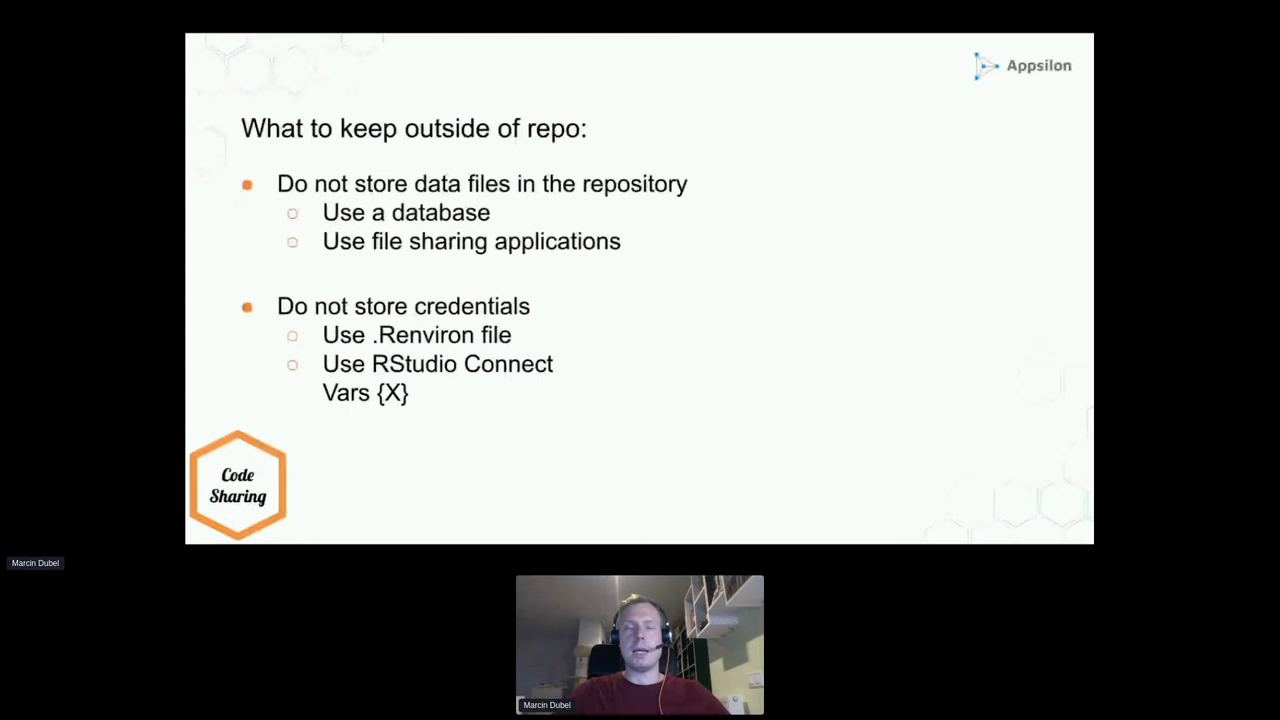 Appsilon
What to keep outside of repo:
Do not store data files in the repository
Use a database
Use file sharing applications
Do not store credentials
Use .Renviron file
Use RStudio Connect
Vars {X}
Code
Sharing
Marcin Dubel
Marcin Dubel